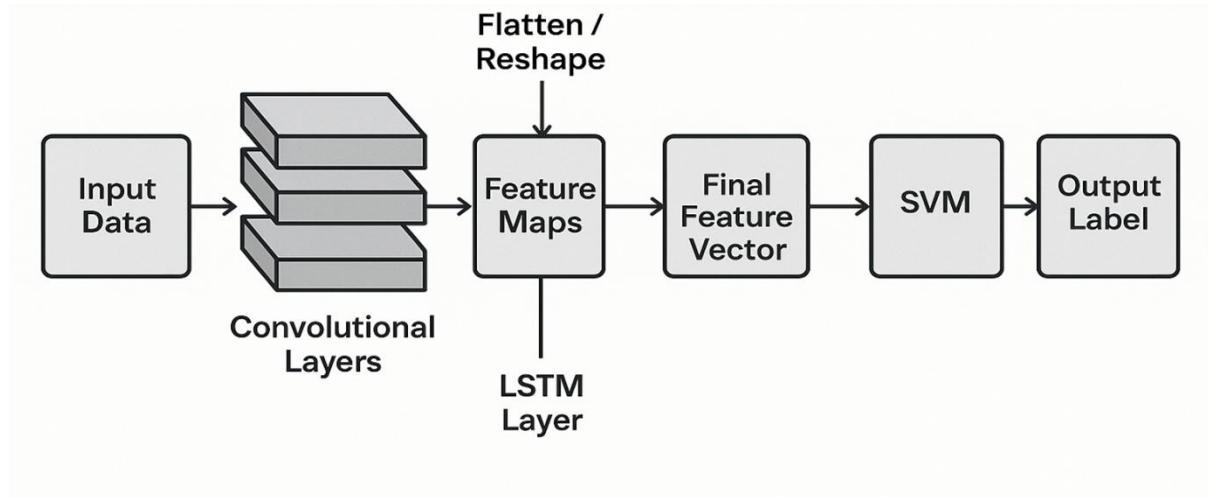 Flatten /
Reshape
Input
Data
Convolutional
Layers
Feature
Maps
LSTM
Layer
Final
Feature
Vector
SVM
Output
Label